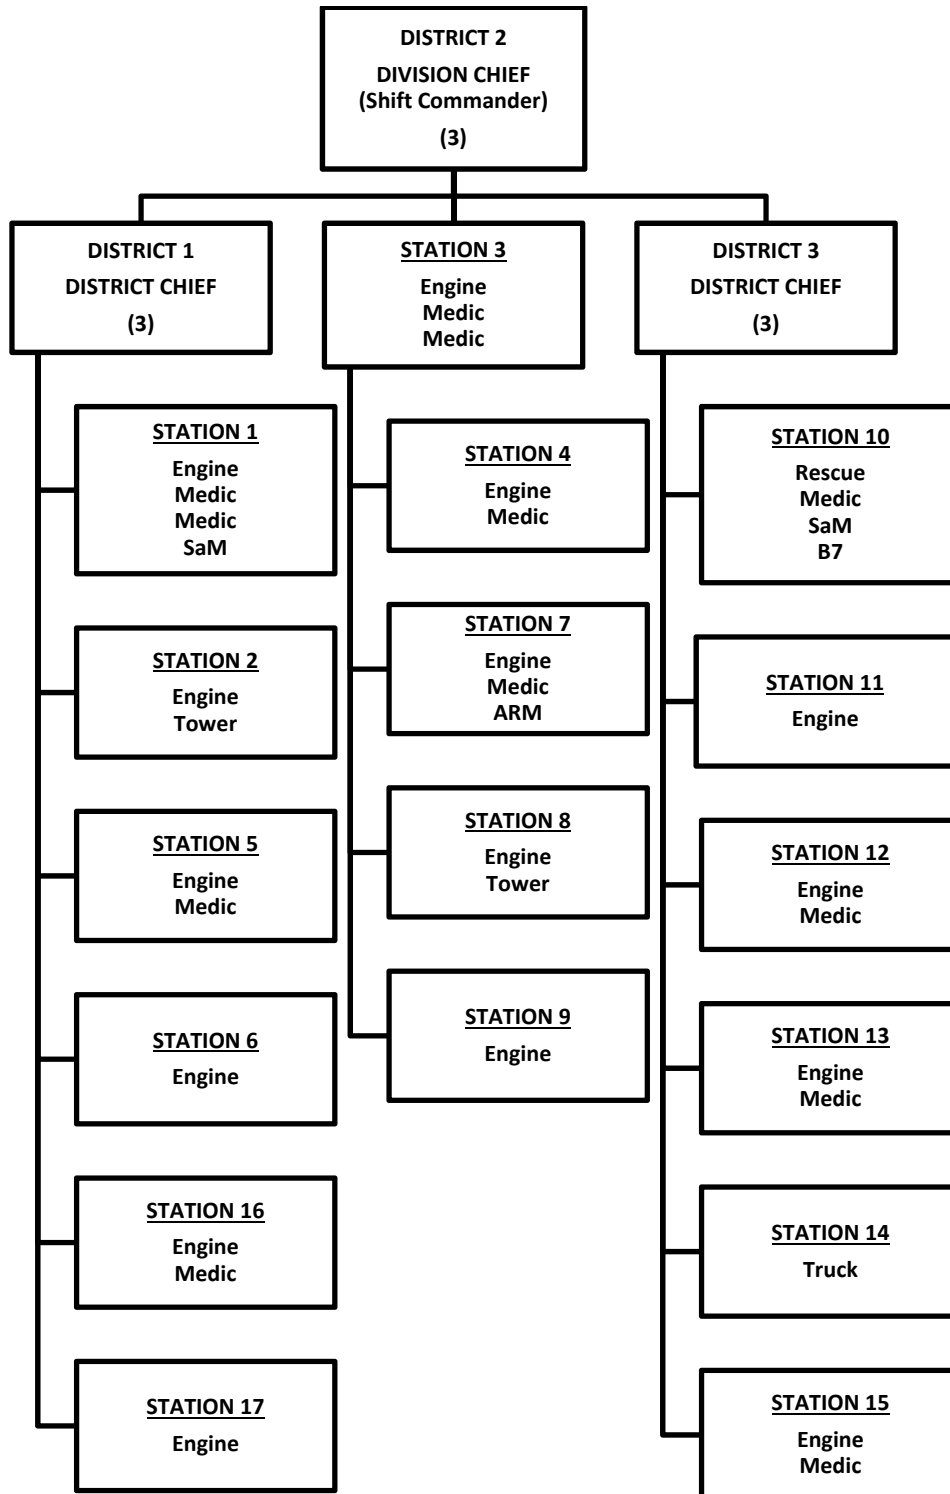 DISTRICT 2
DIVISION CHIEF
(Shift Commander)
(3)
DISTRICT 1
DISTRICT CHIEF
(3)
STATION 1
Engine
Medic
Medic
SaM
STATION 2
Engine
Tower
STATION 5
Engine
Medic
STATION 6
Engine
STATION 16
Engine
Medic
STATION 17
Engine
STATION 3
Engine
Medic
Medic
STATION 4
Engine
Medic
STATION 7
Engine
Medic
ARM
STATION 8
Engine
Tower
STATION 9
Engine
DISTRICT 3
DISTRICT CHIEF
(3)
STATION 10
Rescue
Medic
SaM
B7
STATION 11
Engine
STATION 12
Engine
Medic
STATION 13
Engine
Medic
STATION 14
Truck
STATION 15
Engine
Medic